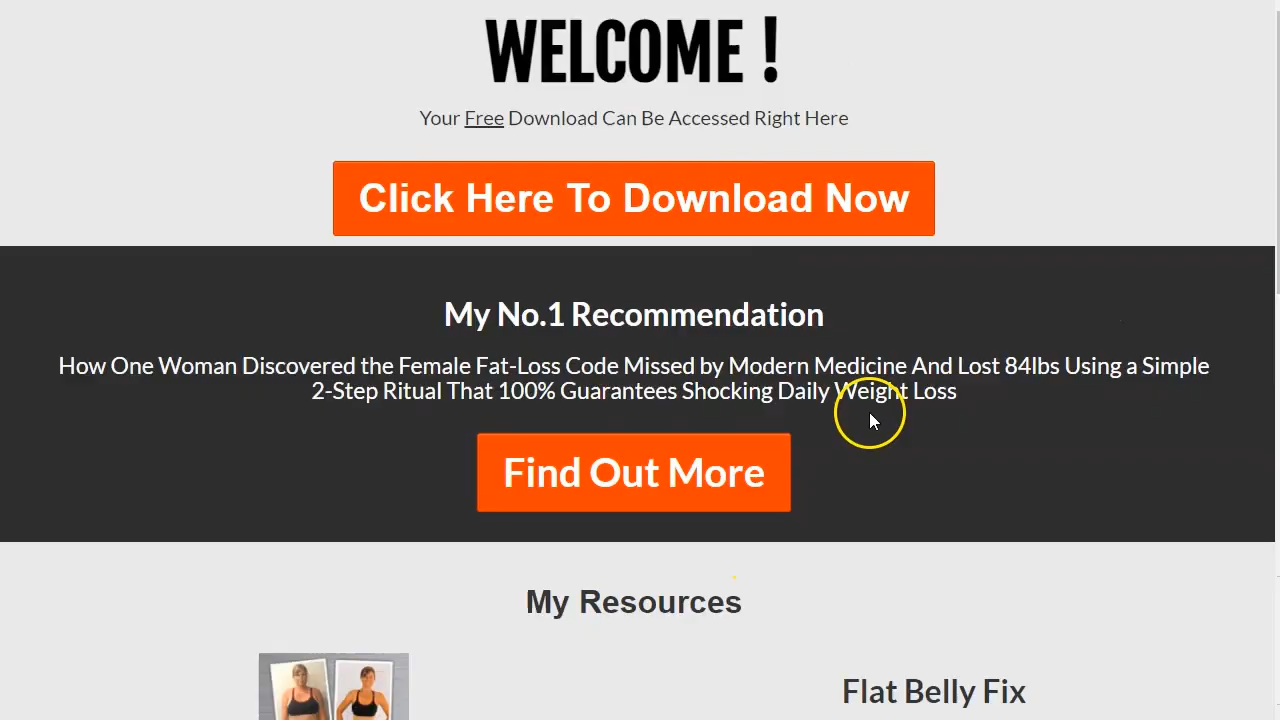 WELCOME !
Your Free Download Can Be Accessed Right Here
Click Here To Download Now
My No.1 Recommendation
How One Woman Discovered the Female Fat-Loss Code Missed by Modern Medicine And Lost 84lbs Using a Simple
2-Step Ritual That 100% Guarantees Shocking Daily Weight Loss
Find Out More
My Resources
Flat Belly Fix